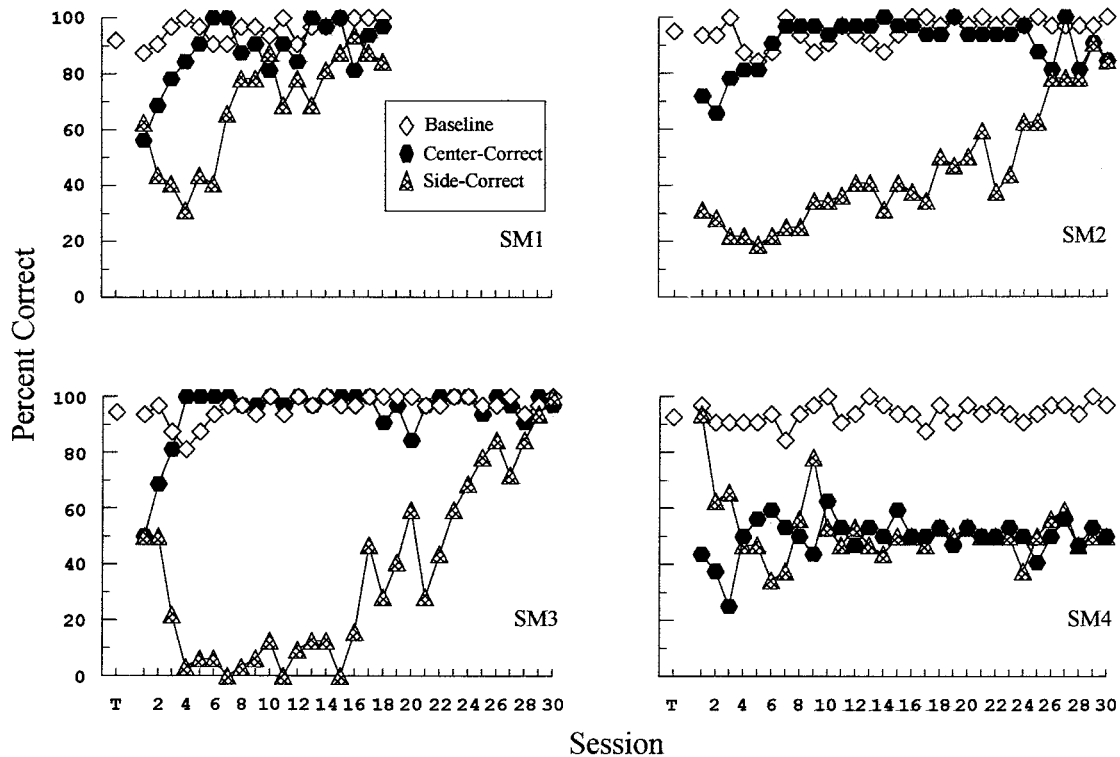 Percent Correct
100
80
60
40
20
0
Baseline
Center-Correct
Side-Correct
SM1
SM2
100
80
60
40
20
0
SM3
SM4
T 2 4 6 8 10 12 14 16 18 20 22 24 26 28 30
T 2 4 6 8 10 12 14 16 18 20 22 24 26 28 30
Session